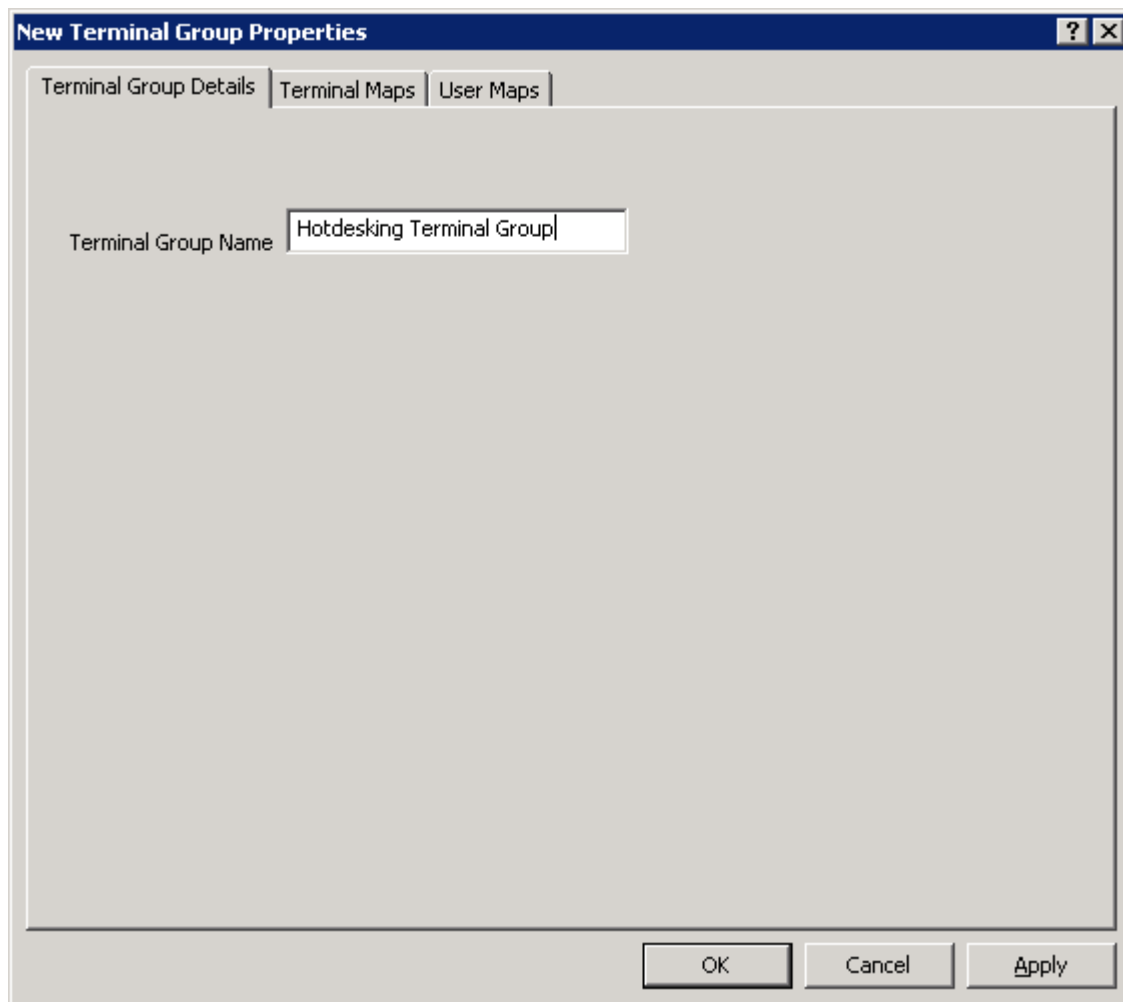 New Terminal Group Properties
Terminal Group Details
Terminal Maps
User Maps
Terminal Group Name
Hotdesking Terminal Group
OK
Cancel
Apply